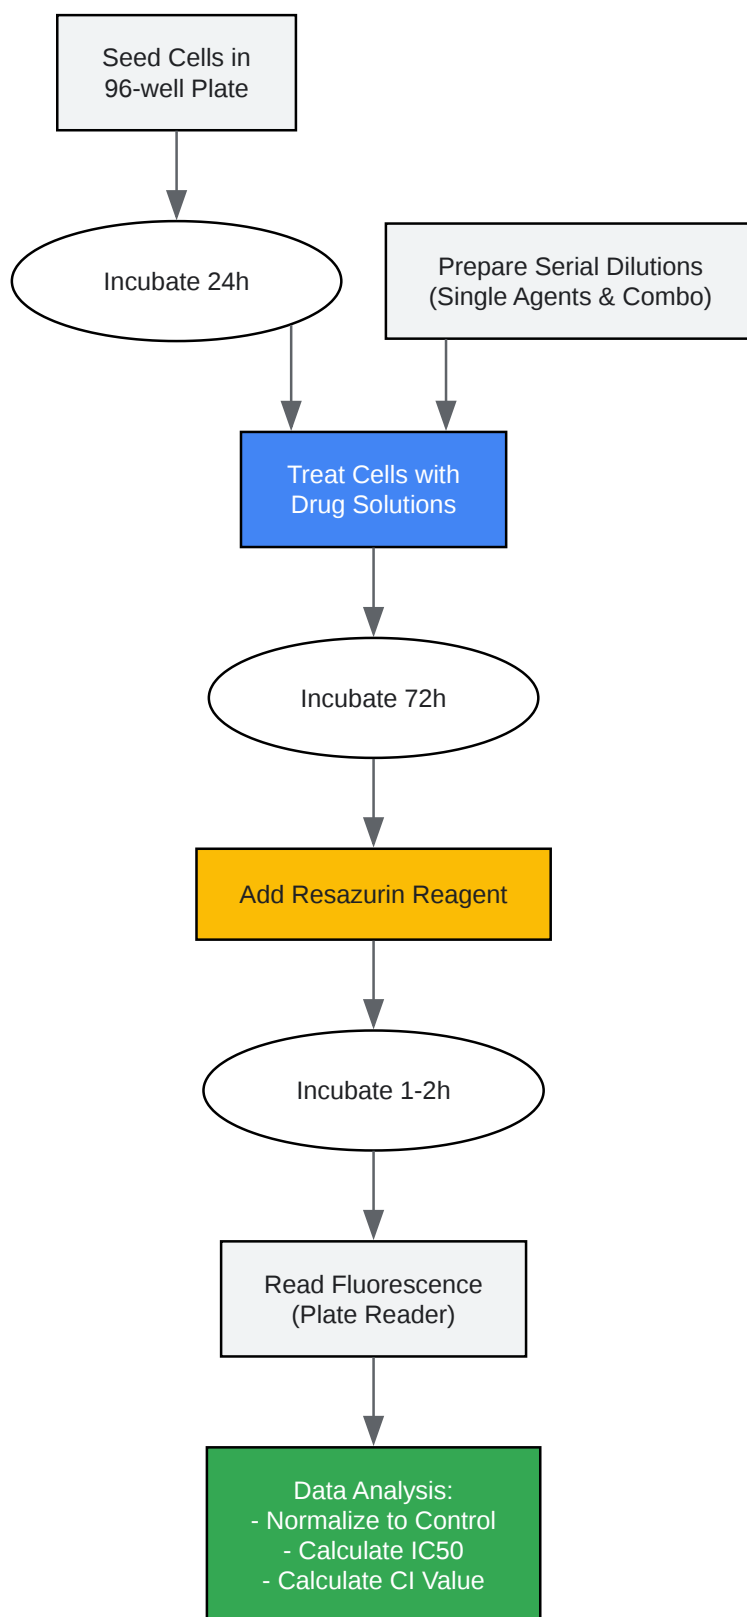 Seed Cells in
96-well Plate
Incubate 24h
Prepare Serial Dilutions
(Single Agents & Combo)
Treat Cells with
Drug Solutions
Incubate 72h
Add Resazurin Reagent
Incubate 1-2h
Read Fluorescence
(Plate Reader)
Data Analysis:
- Normalize to Control
- Calculate IC50
- Calculate CI Value